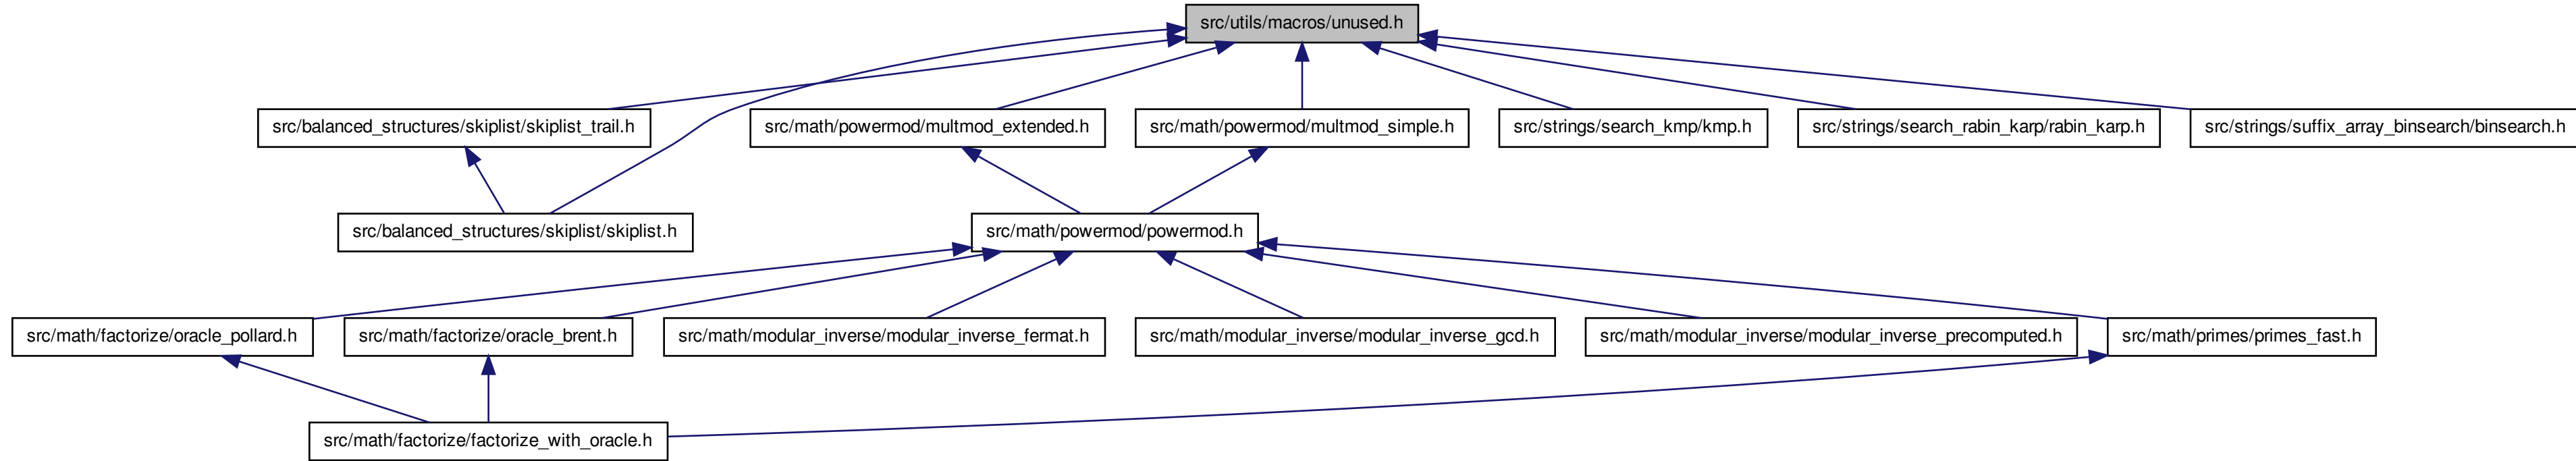 src/utils/macros/unused.h
src/balanced_structures/skiplist/skiplist_trail.h
src/math/powermod/multmod_extended.h
src/math/powermod/multmod_simple.h
src/strings/search_kmp/kmp.h
src/strings/search_rabin_karp/rabin_karp.h
src/strings/suffix_array_binsearch/binsearch.h
src/balanced_structures/skiplist/skiplist.h
src/math/powermod/powermod.h
src/math/factorize/oracle_pollard.h
src/math/factorize/oracle_brent.h
src/math/modular_inverse/modular_inverse_fermat.h
src/math/modular_inverse/modular_inverse_gcd.h
src/math/modular_inverse/modular_inverse_precomputed.h
src/math/primes/primes_fast.h
src/math/factorize/factorize_with_oracle.h